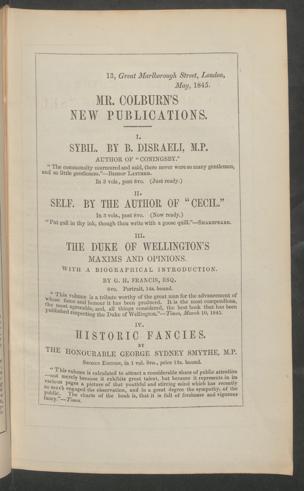 13, Great Marlborough Street, London,
May, 1845.
MR. COLBURN'S
NEW PUBLICATIONS.
I.
SYBIL. BY B. DISRAELI, M.P.
AUTHOR OF "CONINGSBY."
"The commonalty murmured and said, there never were so many gentlemen,
and so little gentleness."—BISHOP LATIMER.
In 3 vols., post 8vo. (Just ready.)
II.
SELF. BY THE AUTHOR OF "CECIL."
In 3 vols., post 8vo. (Now ready.)
"Put gall in thy ink, though thou write with a goose quill."—SHAKSPEARE.
III.
THE DUKE OF WELLINGTON'S
MAXIMS AND OPINIONS.
WITH A BIOGRAPHICAL INTRODUCTION.
BY G. H. FRANCIS, ESQ.
8vo. Portrait, 14s. bound.
"This volume is a tribute worthy of the great man for the advancement of
whose fame and honour it has been produced. It is the most compendious,
the most agreeable, and, all things considered, the best book that has been
published respecting the Duke of Wellington."—Times, March 10, 1845.
IV.
HISTORIC FANCIES.
BY
THE HONOURABLE GEORGE SYDNEY SMYTHE, M.P.
SECOND EDITION, in 1 vol. 8vo., price 12s. bound.
"This volume is calculated to attract a considerable share of public attention
—not merely because it exhibits great talent, but because it represents in its
various pages a picture of that youthful and stirring mind which has recently
so much engaged the observation, and in a great degree the sympathy, of the
public. The charm of the book is, that it is full of freshness and vigorous
fancy."—Times.